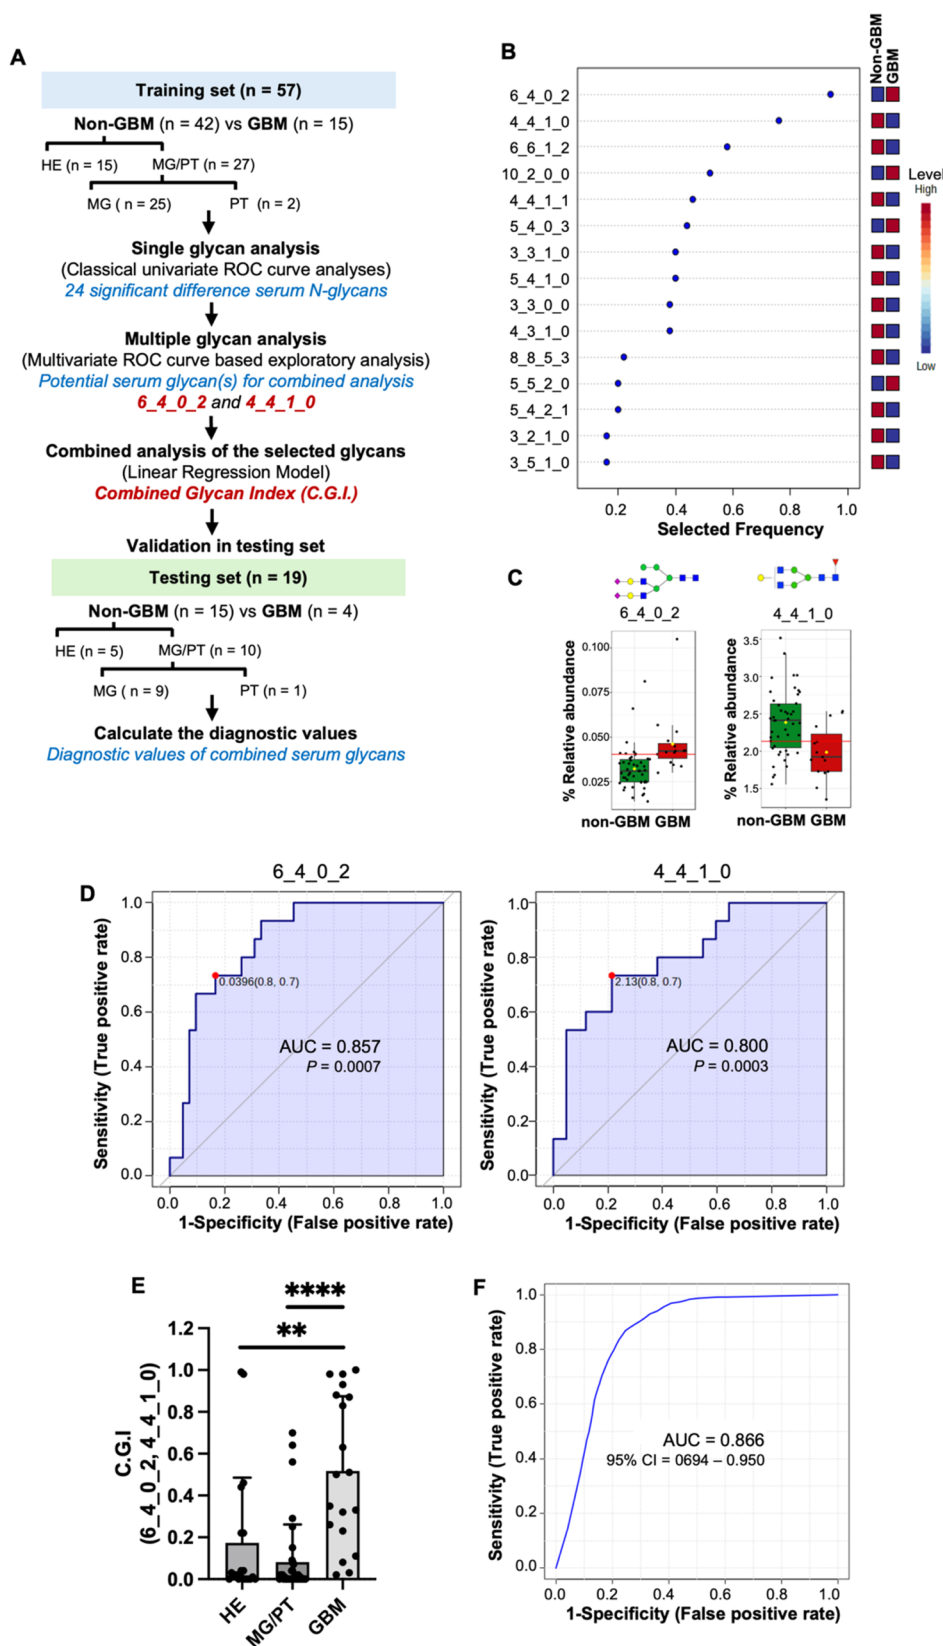 A
Training set (n = 57)
Non-GBM (n = 42) vs GBM (n = 15)
HE (n = 15) MG/PT (n = 27)
MG ( n = 25) PT (n = 2)
Single glycan analysis
(Classical univariate ROC curve analyses)
24 significant difference serum N-glycans
Multiple glycan analysis
(Multivariate ROC curve based exploratory analysis)
Potential serum glycan(s) for combined analysis
6_4_0_2 and 4_4_1_0
Combined analysis of the selected glycans
(Linear Regression Model)
Combined Glycan Index (C.G.I.)
Validation in testing set
Testing set (n = 19)
Non-GBM (n = 15) vs GBM (n = 4)
HE (n = 5) MG/PT (n = 10)
MG ( n = 9) PT (n = 1)
Calculate the diagnostic values
Diagnostic values of combined serum glycans
B
Non-GBM
GBM
6_4_0_2
4_4_1_0
6_6_1_2
10_2_0_0
4_4_1_1
5_4_0_3
3_3_1_0
5_4_1_0
3_3_0_0
4_3_1_0
8_8_5_3
5_5_2_0
5_4_2_1
3_2_1_0
3_5_1_0
0.2 0.4 0.6 0.8 1.0
Selected Frequency
Level
High
Low
C
6_4_0_2
% Relative abundance
0.100
0.075
0.050
0.025
non-GBM GBM
4_4_1_0
% Relative abundance
3.5
3.0
2.5
2.0
1.5
non-GBM GBM
D
6_4_0_2
Sensitivity (True positive rate)
1.0
0.8
0.6
0.4
0.2
0.0
0.0396(0.8, 0.7)
AUC = 0.857
P = 0.0007
0.0 0.2 0.4 0.6 0.8 1.0
1-Specificity (False positive rate)
4_4_1_0
Sensitivity (True positive rate)
1.0
0.8
0.6
0.4
0.2
0.0
2.13(0.8, 0.7)
AUC = 0.800
P = 0.0003
0.0 0.2 0.4 0.6 0.8 1.0
1-Specificity (False positive rate)
E
****
**
C.G.I
(6_4_0_2, 4_4_1_0)
1.2
1.0
0.8
0.6
0.4
0.2
0.0
HE
MG/PT
GBM
F
Sensitivity (True positive rate)
1.0
0.8
0.6
0.4
0.2
0.0
AUC = 0.866
95% CI = 0694 – 0.950
0.0 0.2 0.4 0.6 0.8 1.0
1-Specificity (False positive rate)